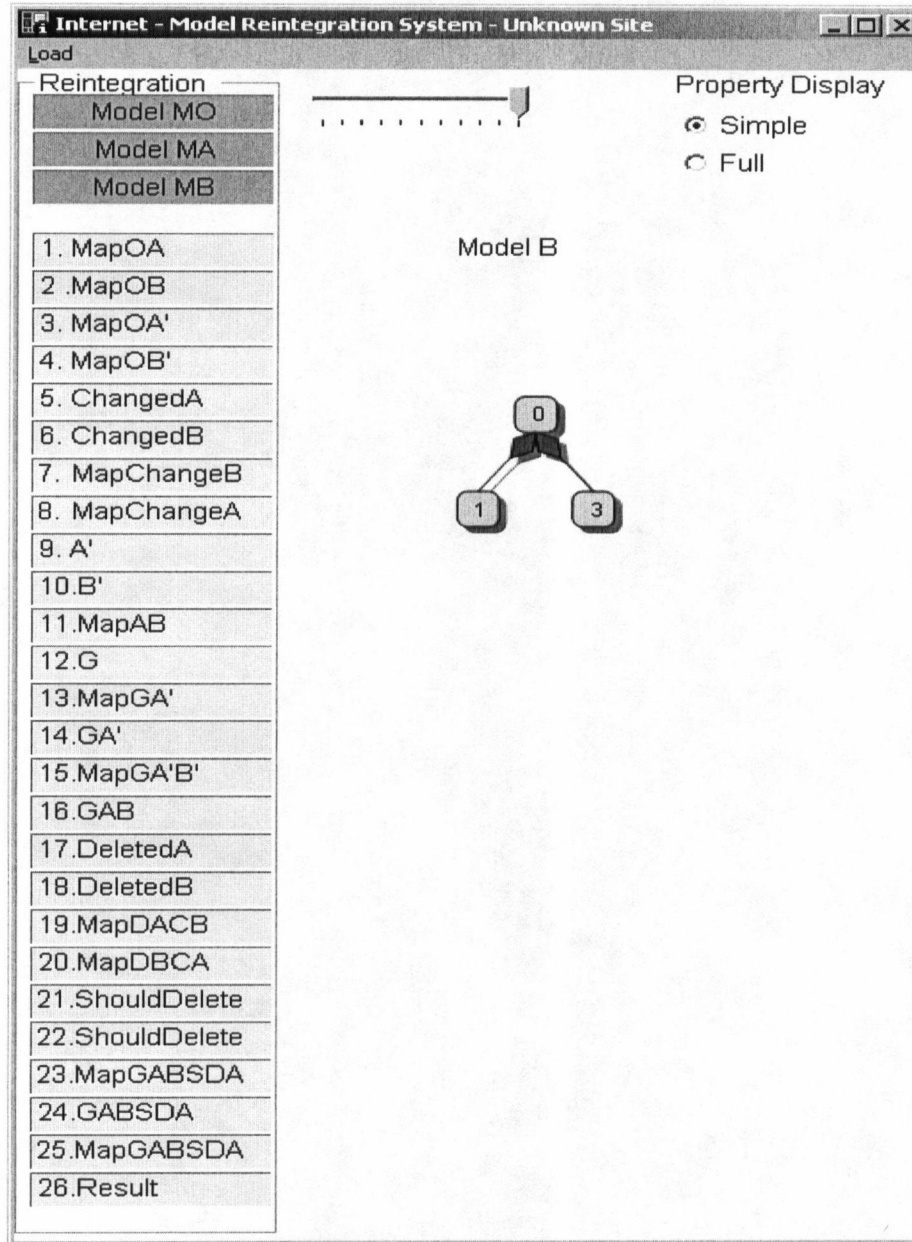 Internet - Model Reintegration System - Unknown Site
Load
Reintegration
Model MO
Model MA
Model MB
1. MapOA
2 .MapOB
3. MapOA'
4. MapOB'
5. ChangedA
6. ChangedB
7. MapChangeB
8. MapChangeA
9. A'
10.B'
11.MapAB
12.G
13.MapGA'
14.GA'
15.MapGA'B'
16.GAB
17.DeletedA
18.DeletedB
19.MapDACB
20.MapDBCA
21.ShouldDelete
22.ShouldDelete
23.MapGABSDA
24.GABSDA
25.MapGABSDA
26.Result
Property Display
Simple
Full
Model B
0
1 3